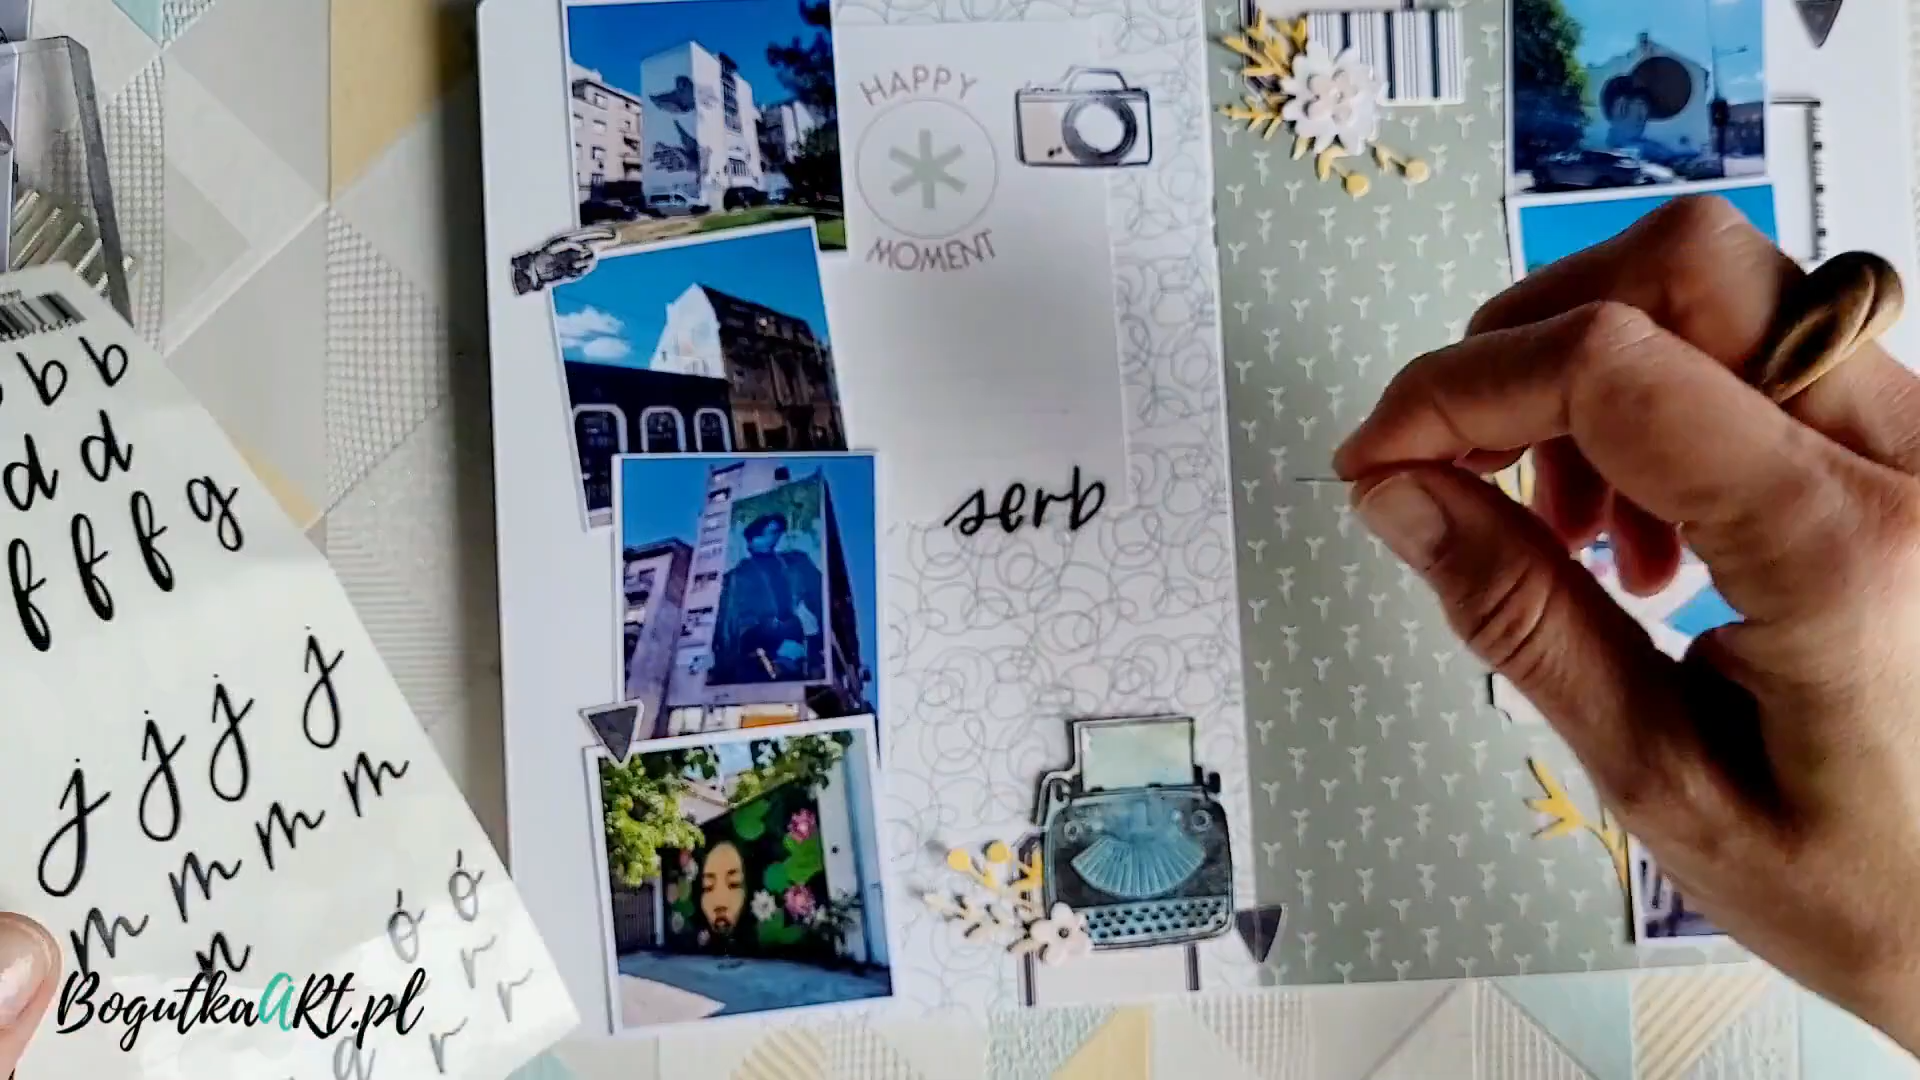 HAPPY
MOMENT
serb
b b
d d
f f f g
j j j j
m m m m
n
ó ó
r r
a r
BogutkaARt.pl